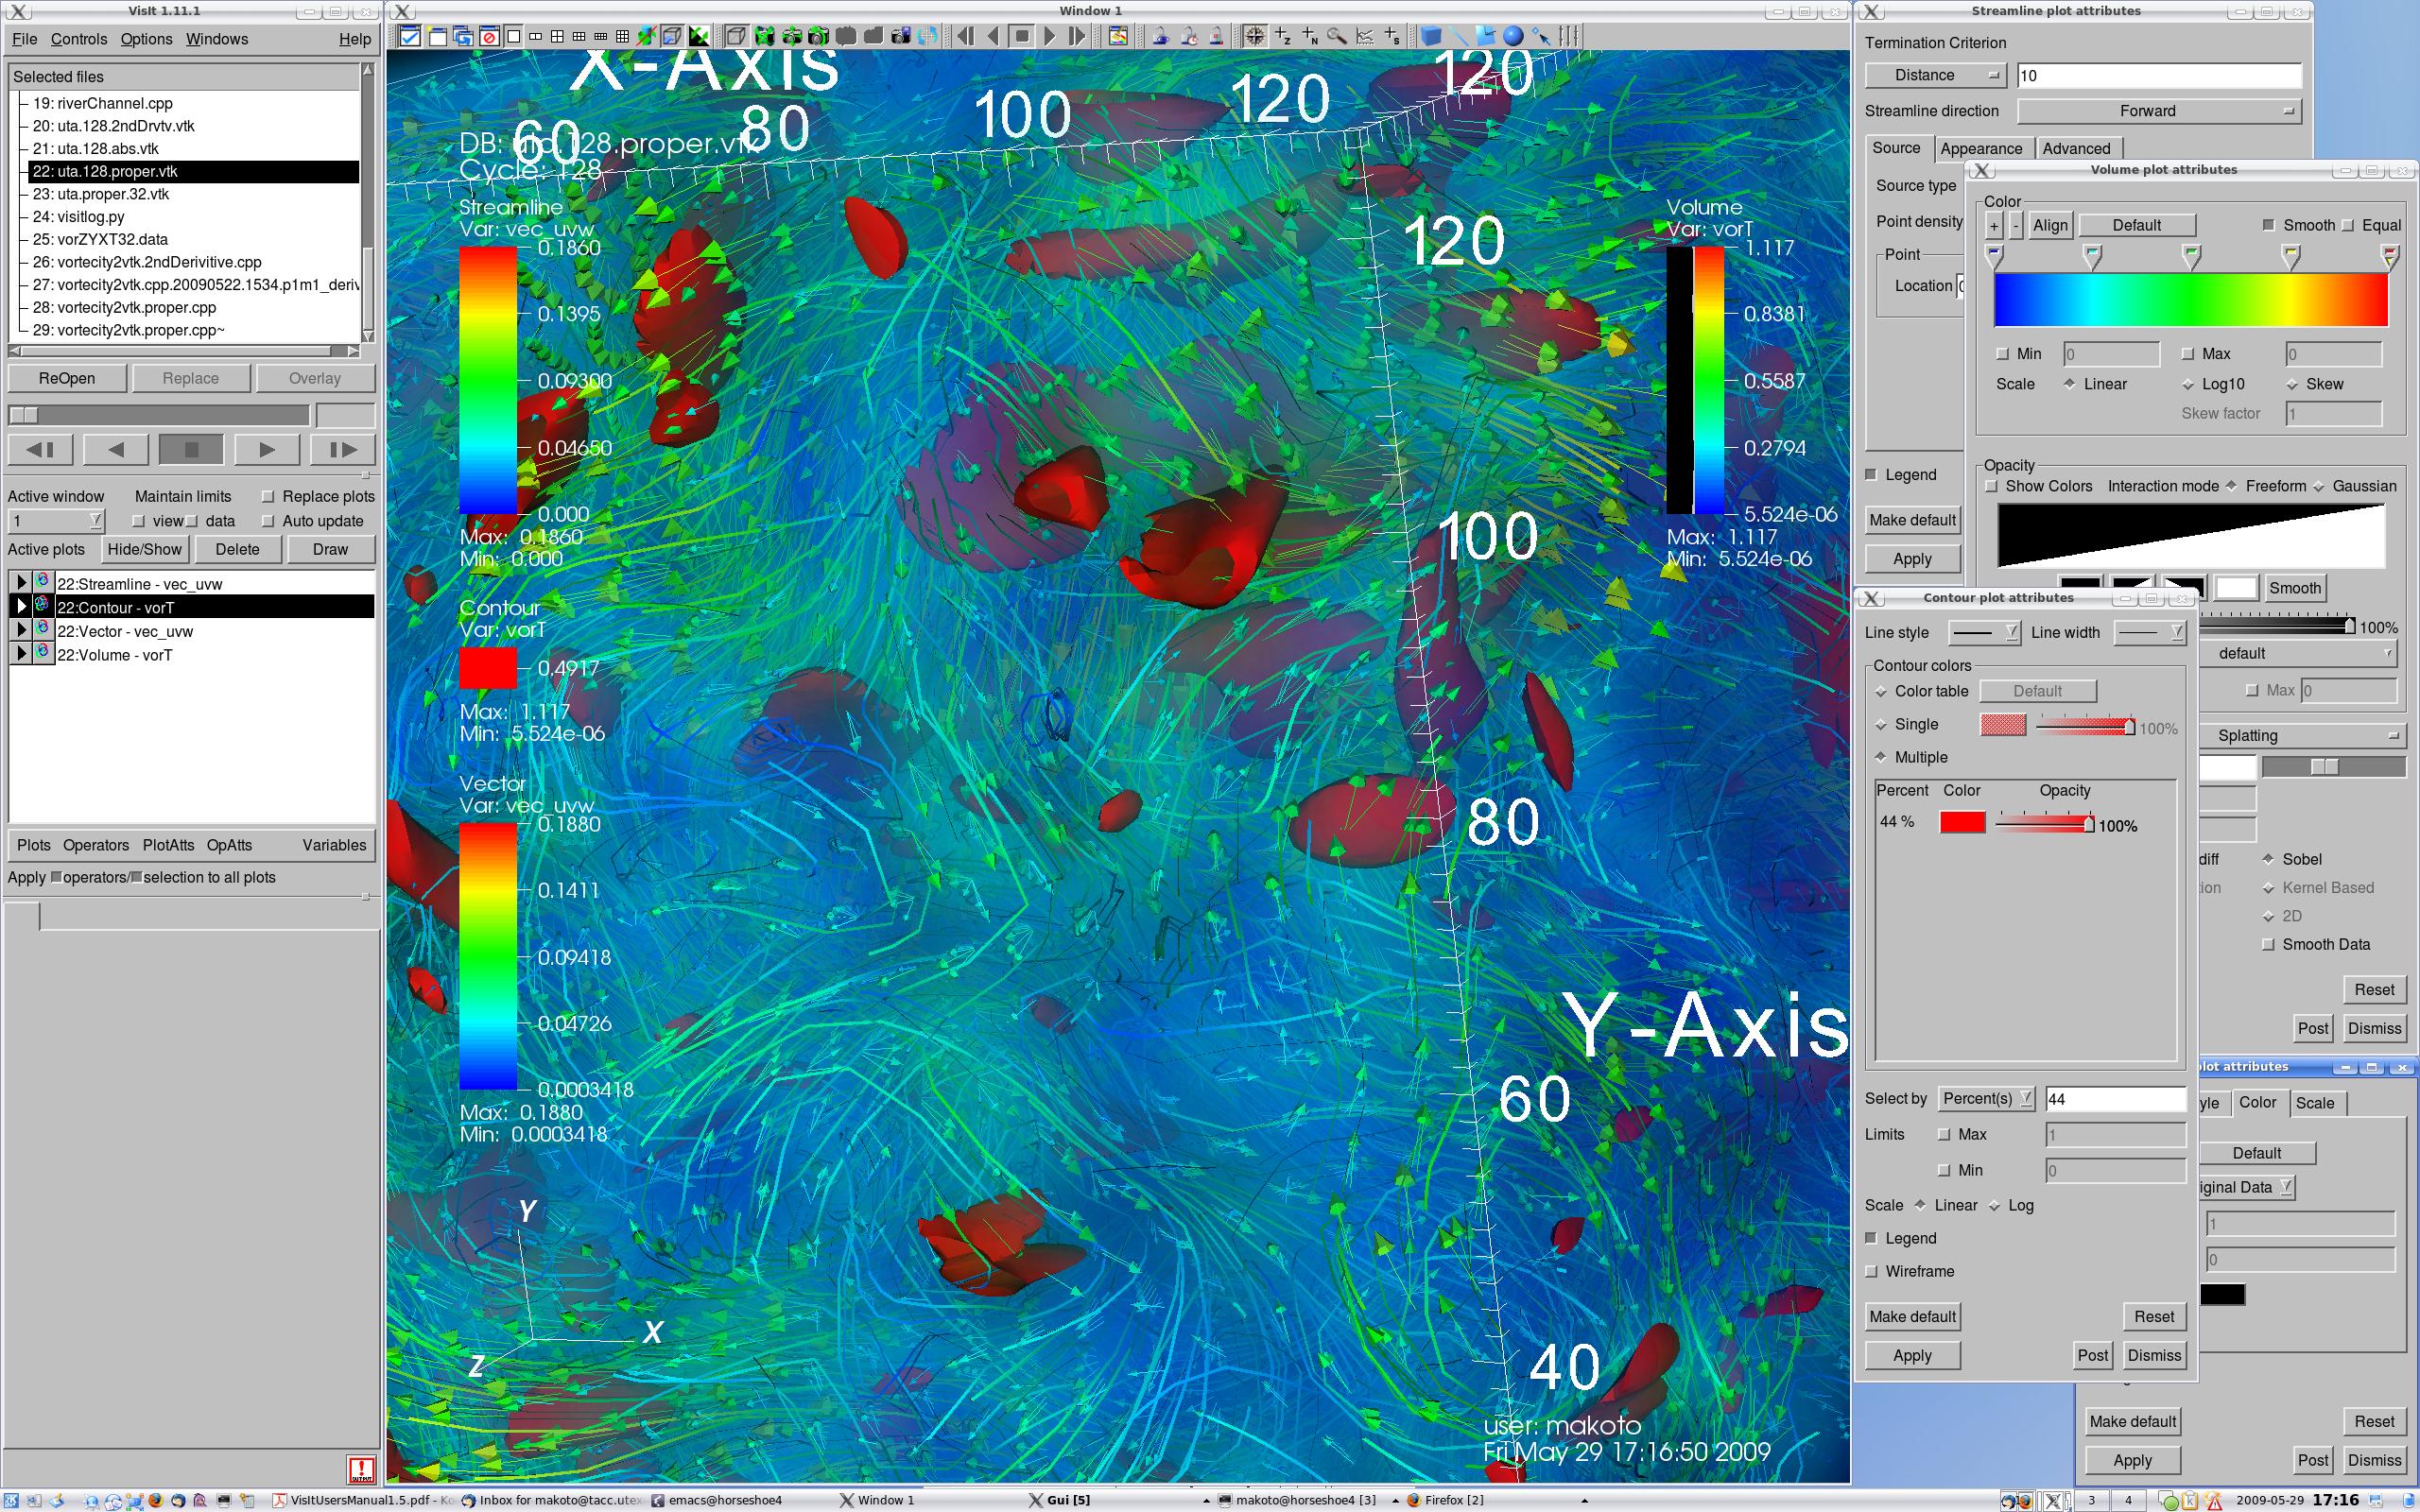 VisIt 1.11.1
File Controls Options Windows Help
Selected files
19: riverChannel.cpp
20: uta.128.2ndDrvtv.vtk
21: uta.128.abs.vtk
22: uta.128.proper.vtk
23: uta.proper.32.vtk
24: visitlog.py
25: vorZYXT32.data
26: vortecity2vtk.2ndDerivitive.cpp
27: vortecity2vtk.cpp.20090522.1534.p1m1_deriv
28: vortecity2vtk.proper.cpp
29: vortecity2vtk.proper.cpp~
ReOpen Replace Overlay
Active window Maintain limits Replace plots
1 view data Auto update
Active plots Hide/Show Delete Draw
22:Streamline - vec_uvw
22:Contour - vorT
22:Vector - vec_uvw
22:Volume - vorT
Plots Operators PlotAtts OpAtts Variables
Apply operators/ selection to all plots
Window 1
X-Axis
60 80 100 120 120
DB: uta.128.proper.vtk
Cycle: 128
Streamline
Var: vec_uvw
0.1860
0.1395
0.09300
0.04650
0.000
Max: 0.1860
Min: 0.000
Contour
Var: vorT
0.4917
Max: 1.117
Min: 5.524e-06
Vector
Var: vec_uvw
0.1880
0.1411
0.09418
0.04726
0.0003418
Max: 0.1880
Min: 0.0003418
Y
X
Z
Volume
Var: vorT
1.117
0.8381
0.5587
0.2794
5.524e-06
Max: 1.117
Min: 5.524e-06
120
100
80
Y-Axis
60
40
user: makoto
Fri May 29 17:16:50 2009
Streamline plot attributes
Termination Criterion
Distance 10
Streamline direction Forward
Source Appearance Advanced
Source type
Point density
Point
Location
Legend
Make default
Apply
Volume plot attributes
Color
+ - Align Default Smooth Equal
Min 0 Max 0
Scale Linear Log10 Skew
Skew factor 1
Opacity
Show Colors Interaction mode Freeform Gaussian
Smooth
100%
default
Max 0
Splatting
diff Sobel
Kernel Based
2D
Smooth Data
Reset
Post Dismiss
Contour plot attributes
Line style Line width
Contour colors
Color table Default
Single 100%
Multiple
Percent Color Opacity
44 % 100%
Select by Percent(s) 44
Limits Max 1
Min 0
Scale Linear Log
Legend
Wireframe
Make default Reset
Apply Post Dismiss
plot attributes
yle Color Scale
Default
iginal Data
1
0
Make default Reset
Apply Post Dismiss
VisItUsersManual1.5.pdf - K Inbox for makoto@tacc.utex emacs@horseshoe4 Window 1 Gui [5] makoto@horseshoe4 [3] Firefox [2] 3 4 2009-05-29 17:16